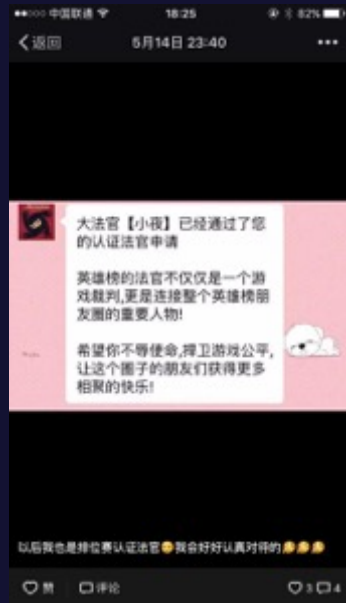 中国联通 18:25 82%
返回 5月14日 23:40
大法官【小夜】已经通过了您
的认证法官申请
英雄榜的法官不仅仅是一个游
戏裁判,更是连接整个英雄榜朋
友圈的重要人物!
希望你不辱使命,捍卫游戏公平,
让这个圈子的朋友们获得更多
相聚的快乐!
以后我也是排位赛认证法官😊我会好好认真对待的💪💪💪
赞 评论 3 4